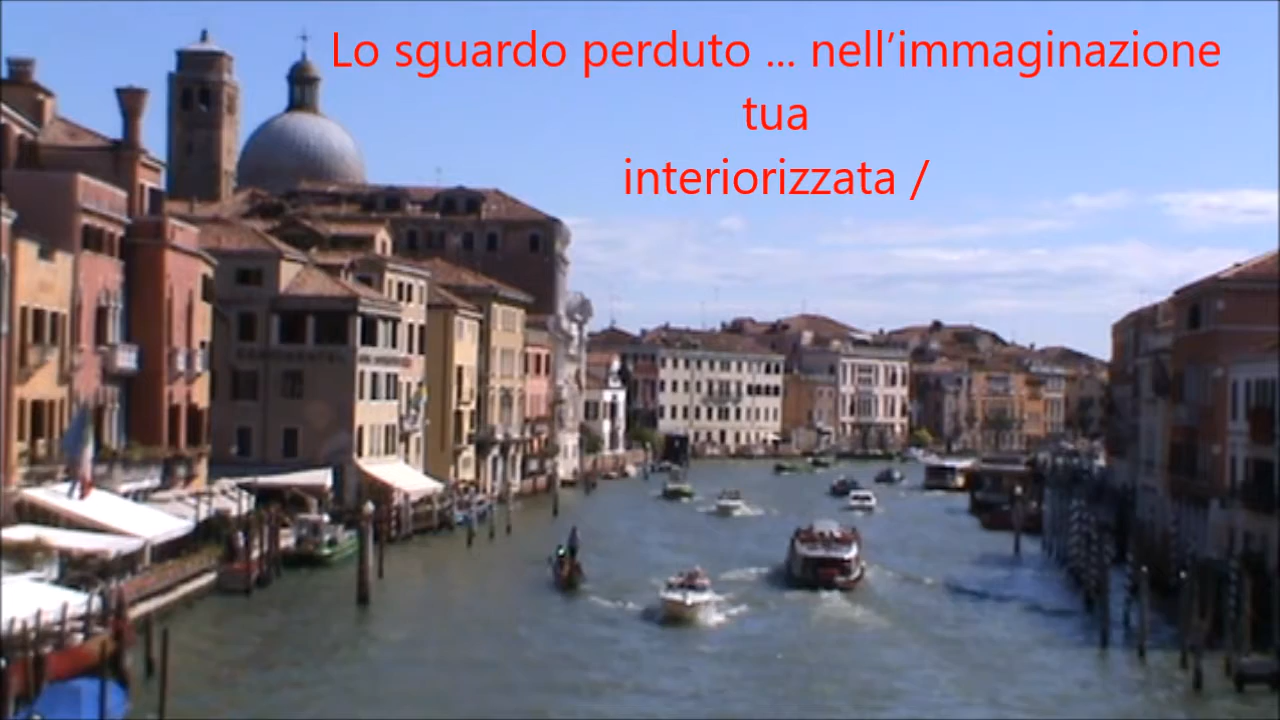 Lo sguardo perduto ... nell’immaginazione
tua
interiorizzata /